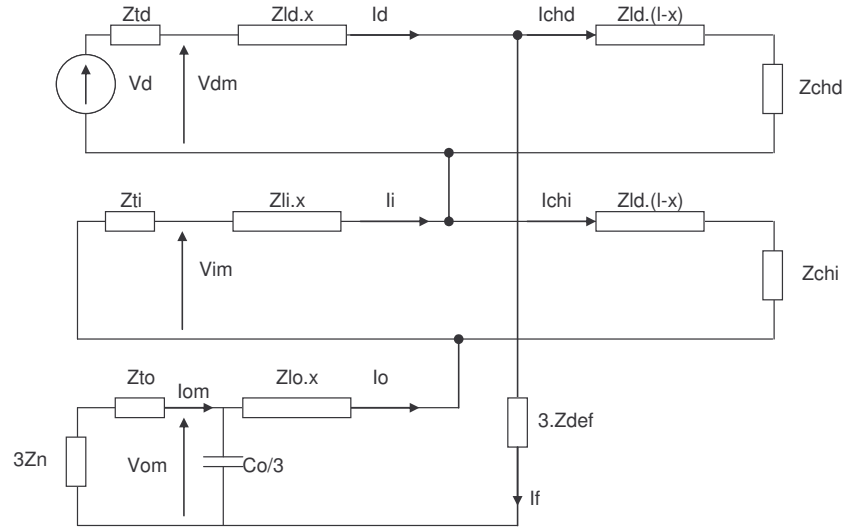 Ztd Zld.x Id Ichd Zld.(l-x)
Vd Vdm Zchd
Zti Zli.x Ii Ichi Zld.(l-x)
Vim Zchi
Zto Iom Zlo.x Io
3.Zdef
3Zn Vom Co/3
If